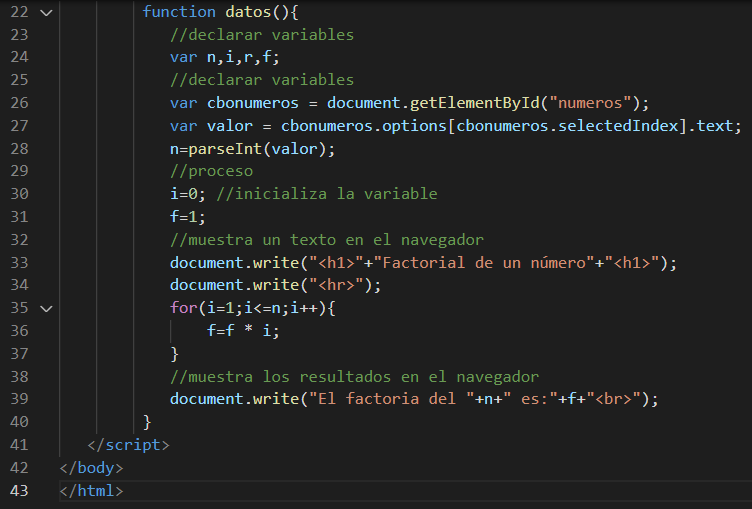 22 function datos(){
23 //declarar variables
24 var n,i,r,f;
25 //declarar variables
26 var cbonumeros = document.getElementById("numeros");
27 var valor = cbonumeros.options[cbonumeros.selectedIndex].text;
28 n=parseInt(valor);
29 //proceso
30 i=0; //inicializa la variable
31 f=1;
32 //muestra un texto en el navegador
33 document.write("<h1>"+"Factorial de un número"+"<h1>");
34 document.write("<hr>");
35 for(i=1;i<=n;i++){
36 f=f * i;
37 }
38 //muestra los resultados en el navegador
39 document.write("El factoria del "+n+" es:"+f+"<br>");
40 }
41 </script>
42 </body>
43 </html>